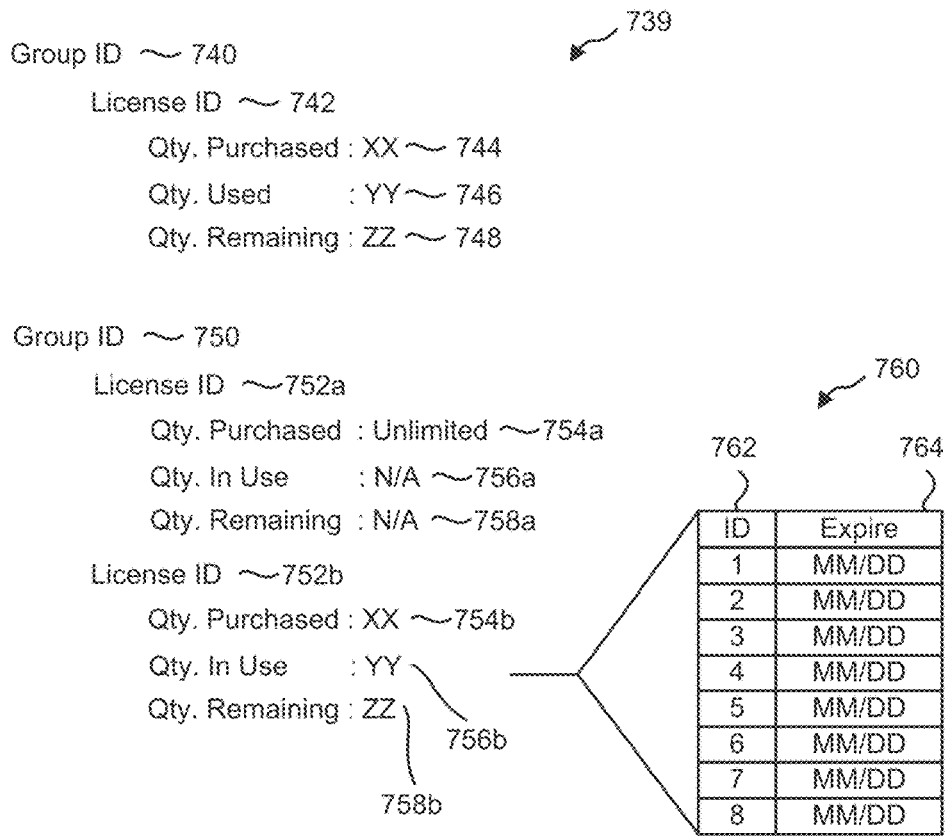 739
Group ID 740
License ID 742
Qty. Purchased : XX 744
Qty. Used : YY 746
Qty. Remaining : ZZ 748
Group ID 750
License ID 752a
Qty. Purchased : Unlimited 754a
Qty. In Use : N/A 756a
Qty. Remaining : N/A 758a
License ID 752b
Qty. Purchased : XX 754b
Qty. In Use : YY 756b
Qty. Remaining : ZZ 758b
760
762 764
ID Expire
1 MM/DD
2 MM/DD
3 MM/DD
4 MM/DD
5 MM/DD
6 MM/DD
7 MM/DD
8 MM/DD